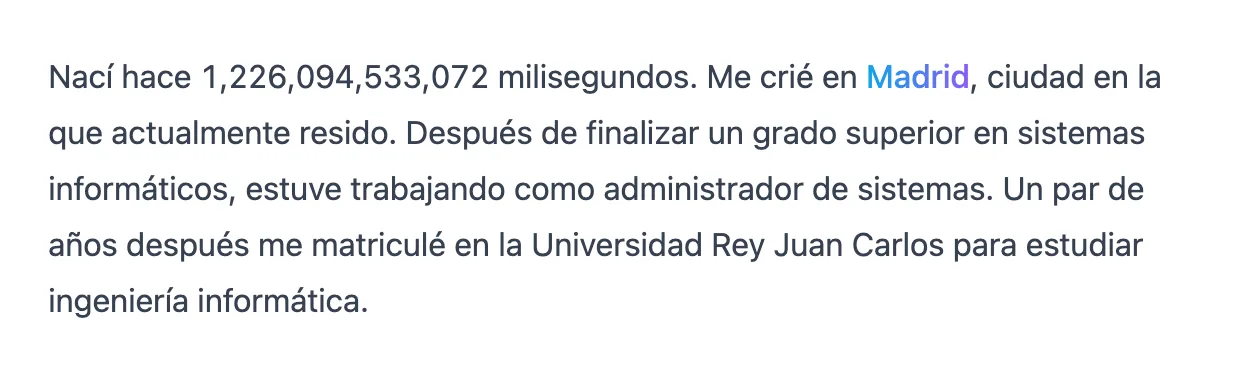 Nací hace 1,226,094,533,072 milisegundos. Me crié en Madrid, ciudad en la
que actualmente resido. Después de finalizar un grado superior en sistemas
informáticos, estuve trabajando como administrador de sistemas. Un par de
años después me matriculé en la Universidad Rey Juan Carlos para estudiar
ingeniería informática.